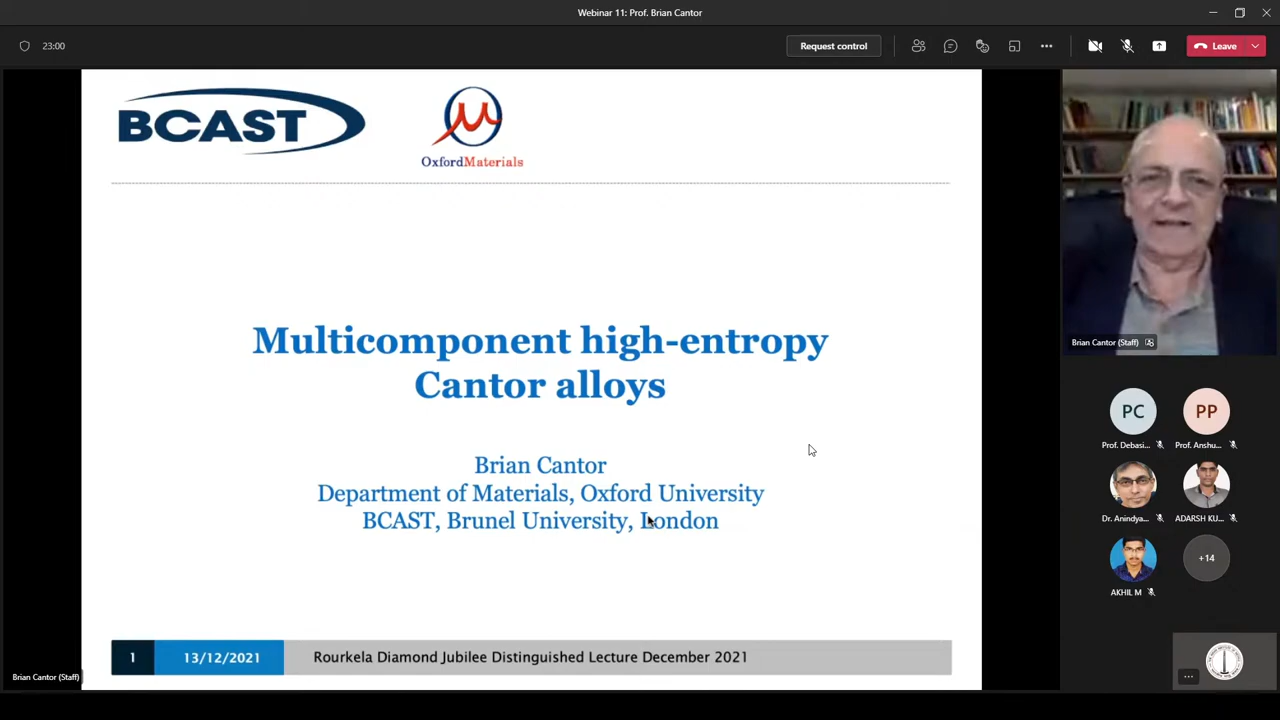 Webinar 11: Prof. Brian Cantor
23:00
Request control
Leave
BCAST
OxfordMaterials
Multicomponent high-entropy
Cantor alloys
Brian Cantor
Department of Materials, Oxford University
BCAST, Brunel University, London
1
13/12/2021
Rourkela Diamond Jubilee Distinguished Lecture December 2021
Brian Cantor (Staff)
Brian Cantor (Staff)
PC
PP
Prof. Debasi...
Prof. Anshu...
Dr. Anindya...
ADARSH KU...
AKHIL M
+14